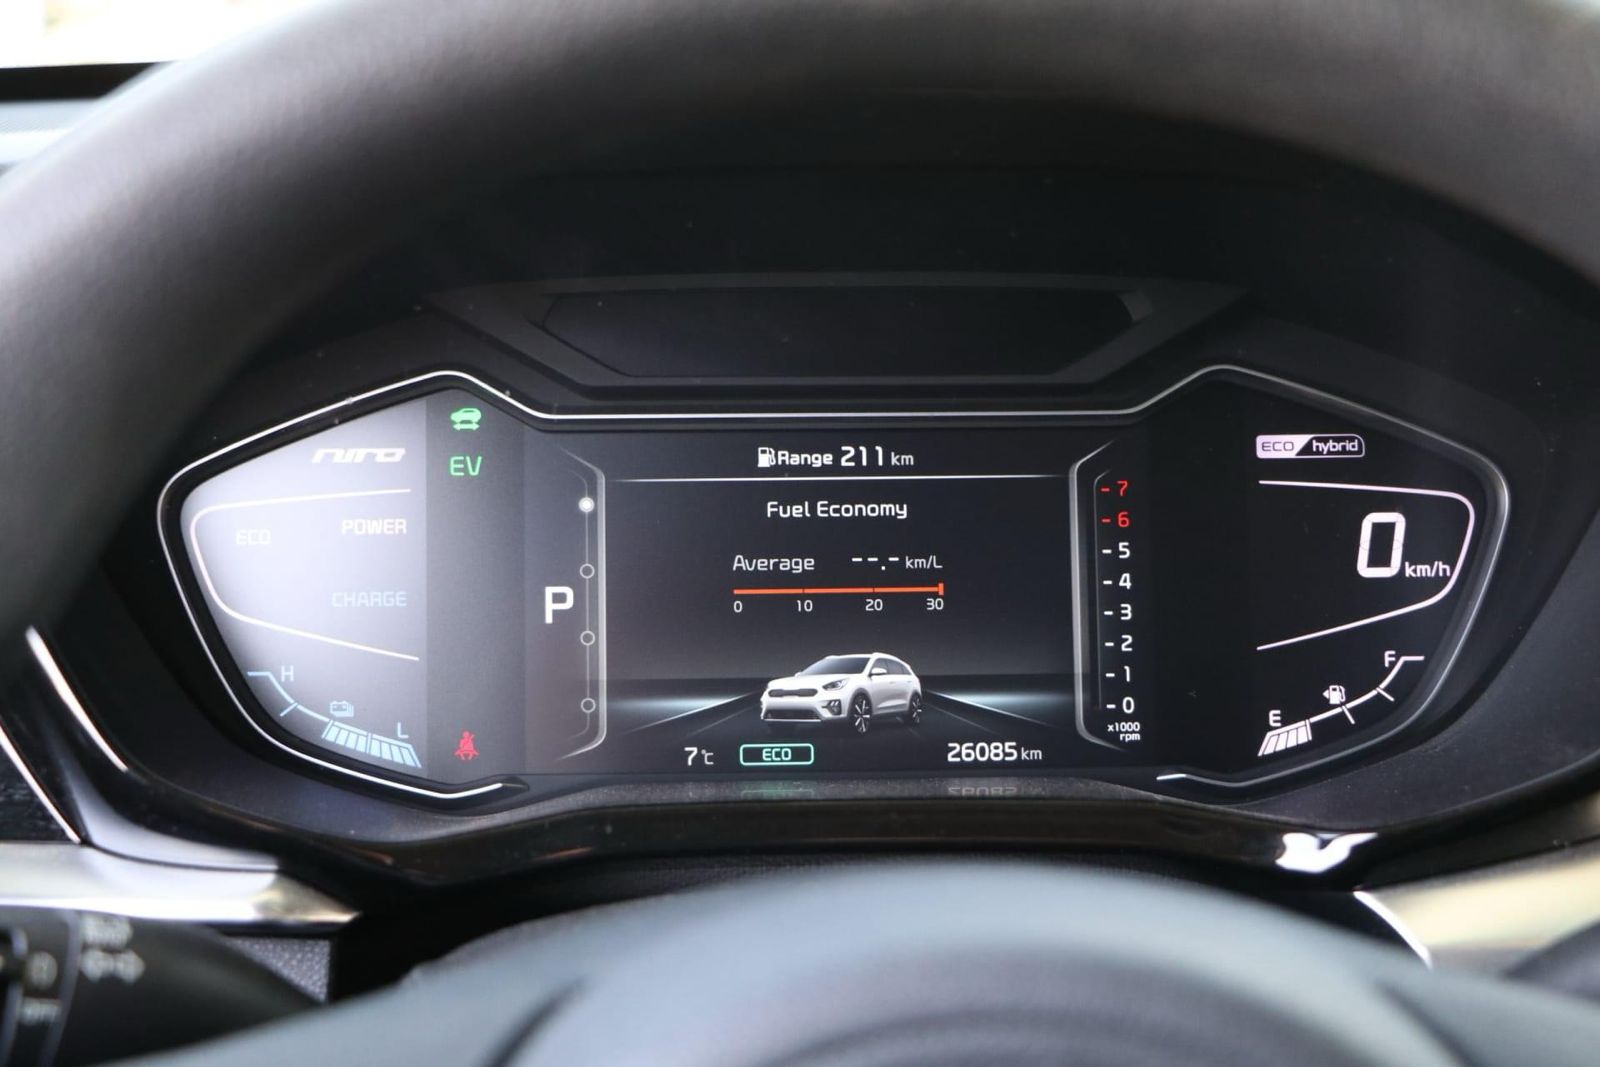 NIRO
EV
ECO
POWER
CHARGE
H
L
P
Range 211 km
Fuel Economy
Average --.- km/L
0 10 20 30
7°C
ECO
26085 km
7
6
5
4
3
2
1
0
x1000
rpm
ECO hybrid
0 km/h
F
E
OFF